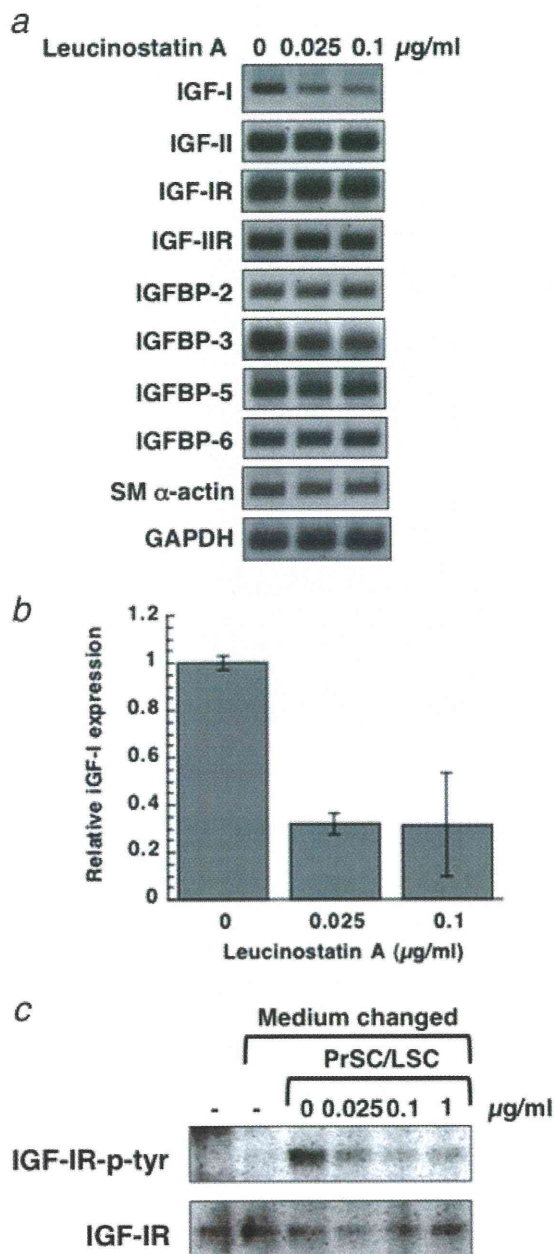 a
Leucinostatin A 0 0.025 0.1 µg/ml
IGF-I
IGF-II
IGF-IR
IGF-IIR
IGFBP-2
IGFBP-3
IGFBP-5
IGFBP-6
SM α-actin
GAPDH
b
Relative iGF-I expression
1.2
1
0.8
0.6
0.4
0.2
0
0 0.025 0.1
Leucinostatin A (µg/ml)
c
Medium changed
PrSC/LSC
- - 0 0.025 0.1 1 µg/ml
IGF-IR-p-tyr
IGF-IR